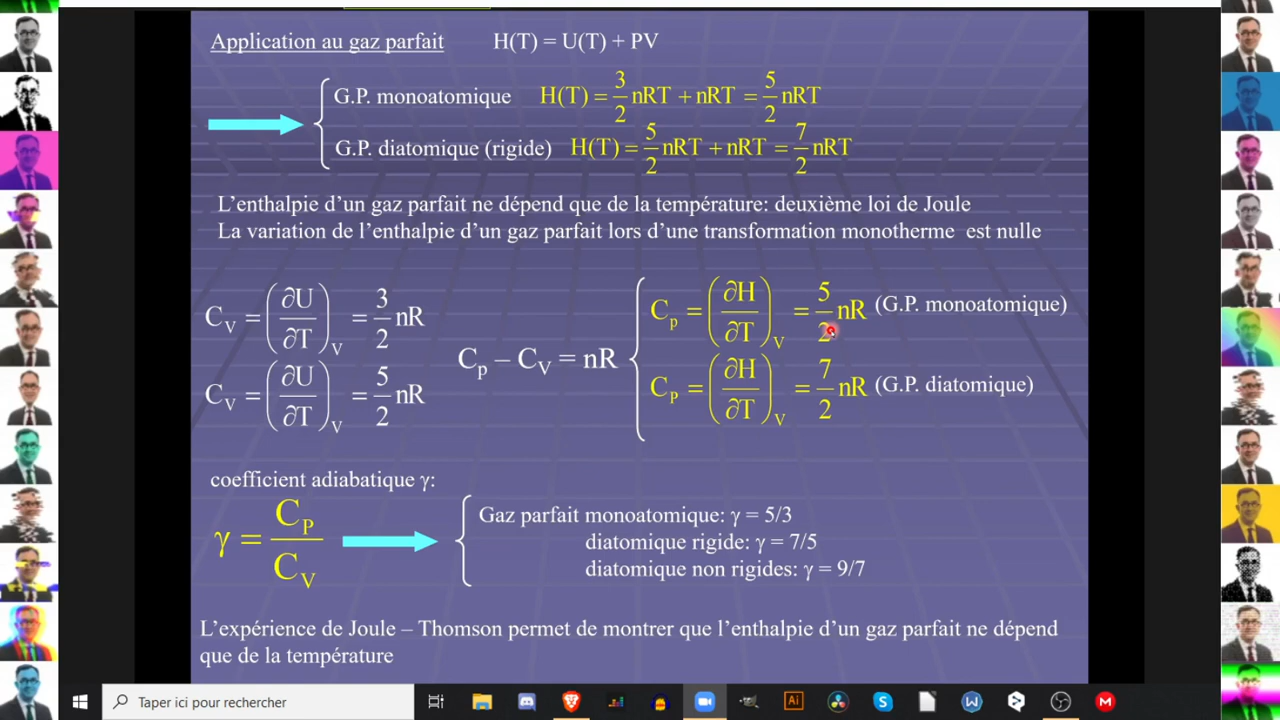 Application au gaz parfait H(T) = U(T) + PV
G.P. monoatomique H(T) = 3/2 nRT + nRT = 5/2 nRT
G.P. diatomique (rigide) H(T) = 5/2 nRT + nRT = 7/2 nRT
L'enthalpie d'un gaz parfait ne dépend que de la température: deuxième loi de Joule
La variation de l'enthalpie d'un gaz parfait lors d'une transformation monotherme est nulle
C_V = (∂U/∂T)_V = 3/2 nR
C_V = (∂U/∂T)_V = 5/2 nR
C_p – C_V = nR
C_p = (∂H/∂T)_V = 5/2 nR (G.P. monoatomique)
C_P = (∂H/∂T)_V = 7/2 nR (G.P. diatomique)
coefficient adiabatique γ:
γ = C_P/C_V
Gaz parfait monoatomique: γ = 5/3
diatomique rigide: γ = 7/5
diatomique non rigides: γ = 9/7
L'expérience de Joule – Thomson permet de montrer que l'enthalpie d'un gaz parfait ne dépend
que de la température
Taper ici pour rechercher
Ai
S
W
M